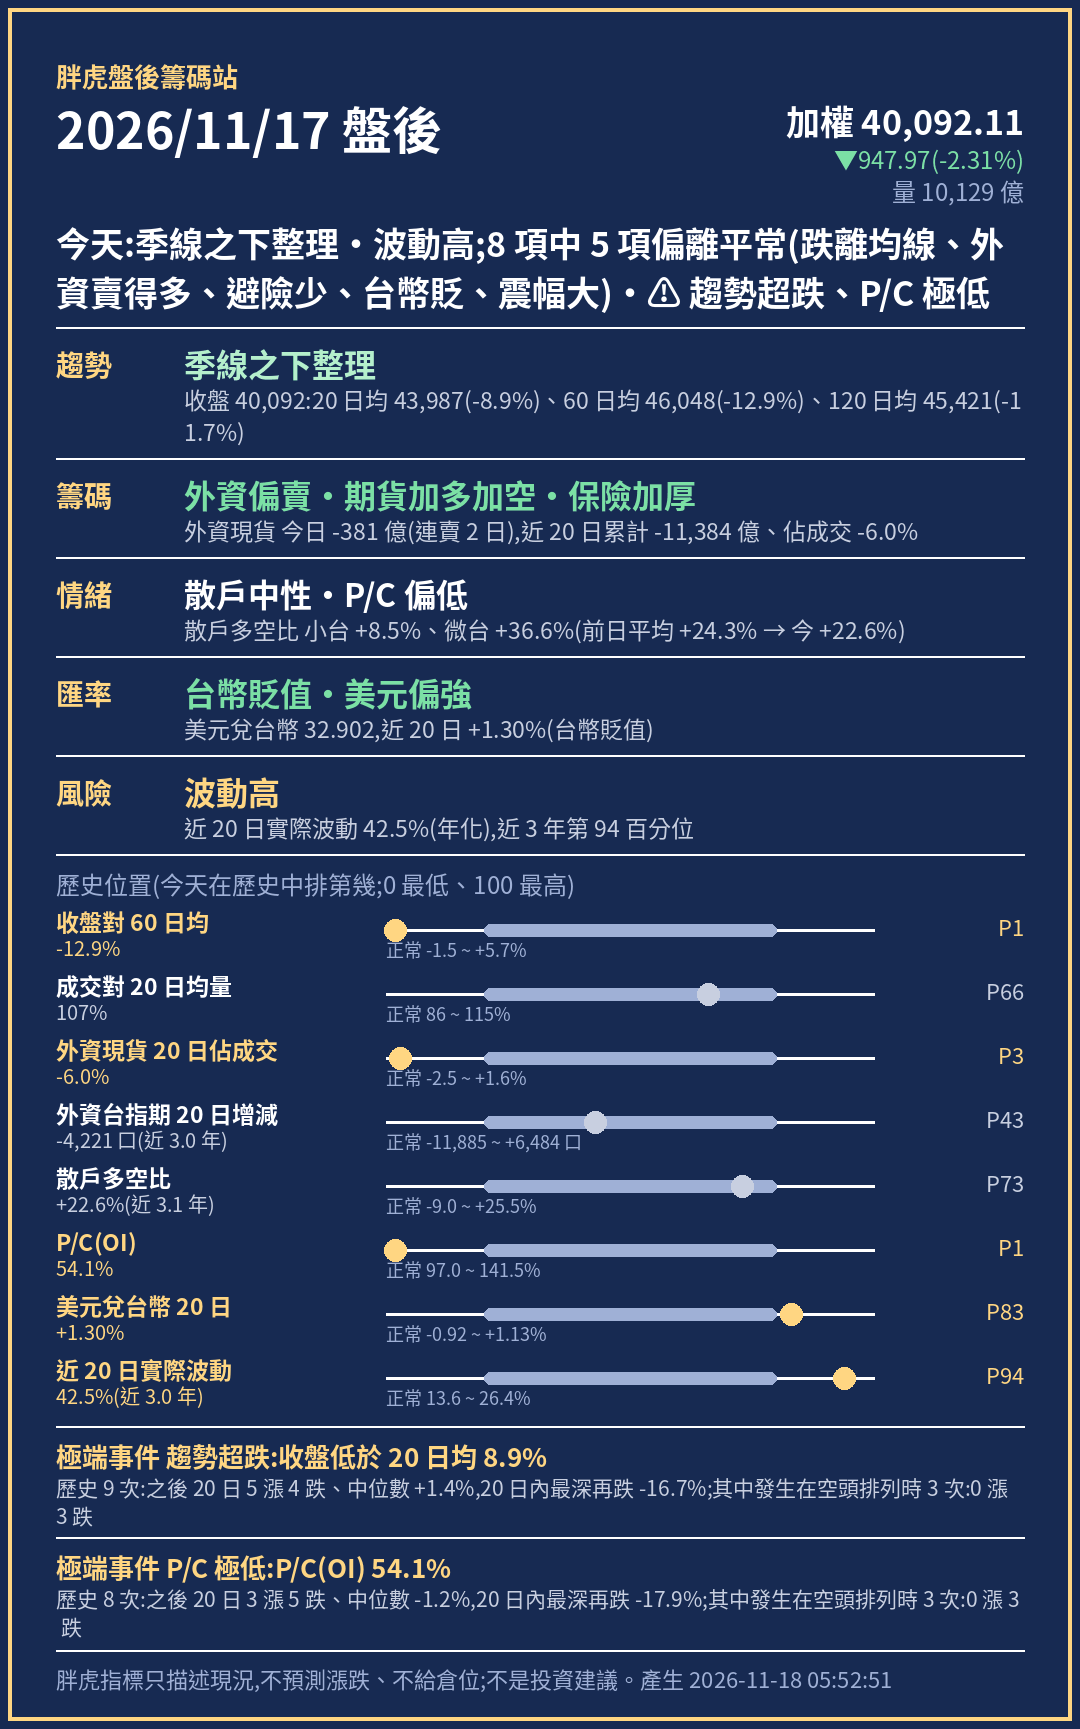 胖虎盤後籌碼站
2026/11/17 盤後
加權 40,092.11
▼947.97(-2.31%)
量 10,129 億
今天:季線之下整理・波動高;8 項中 5 項偏離平常(跌離均線、外
資賣得多、避險少、台幣貶、震幅大)・⚠ 趨勢超跌、P/C 極低
趨勢
季線之下整理
收盤 40,092:20 日均 43,987(-8.9%)、60 日均 46,048(-12.9%)、120 日均 45,421(-1
1.7%)
籌碼
外資偏賣・期貨加多加空・保險加厚
外資現貨 今日 -381 億(連賣 2 日),近 20 日累計 -11,384 億、佔成交 -6.0%
情緒
散戶中性・P/C 偏低
散戶多空比 小台 +8.5%、微台 +36.6%(前日平均 +24.3% → 今 +22.6%)
匯率
台幣貶值・美元偏強
美元兌台幣 32.902,近 20 日 +1.30%(台幣貶值)
風險
波動高
近 20 日實際波動 42.5%(年化),近 3 年第 94 百分位
歷史位置(今天在歷史中排第幾;0 最低、100 最高)
收盤對 60 日均
-12.9%
正常 -1.5 ~ +5.7%
P1
成交對 20 日均量
107%
正常 86 ~ 115%
P66
外資現貨 20 日佔成交
-6.0%
正常 -2.5 ~ +1.6%
P3
外資台指期 20 日增減
-4,221 口(近 3.0 年)
正常 -11,885 ~ +6,484 口
P43
散戶多空比
+22.6%(近 3.1 年)
正常 -9.0 ~ +25.5%
P73
P/C(OI)
54.1%
正常 97.0 ~ 141.5%
P1
美元兌台幣 20 日
+1.30%
正常 -0.92 ~ +1.13%
P83
近 20 日實際波動
42.5%(近 3.0 年)
正常 13.6 ~ 26.4%
P94
極端事件 趨勢超跌:收盤低於 20 日均 8.9%
歷史 9 次:之後 20 日 5 漲 4 跌、中位數 +1.4%,20 日內最深再跌 -16.7%;其中發生在空頭排列時 3 次:0 漲
3 跌
極端事件 P/C 極低:P/C(OI) 54.1%
歷史 8 次:之後 20 日 3 漲 5 跌、中位數 -1.2%,20 日內最深再跌 -17.9%;其中發生在空頭排列時 3 次:0 漲 3
跌
胖虎指標只描述現況,不預測漲跌、不給倉位;不是投資建議。產生 2026-11-18 05:52:51